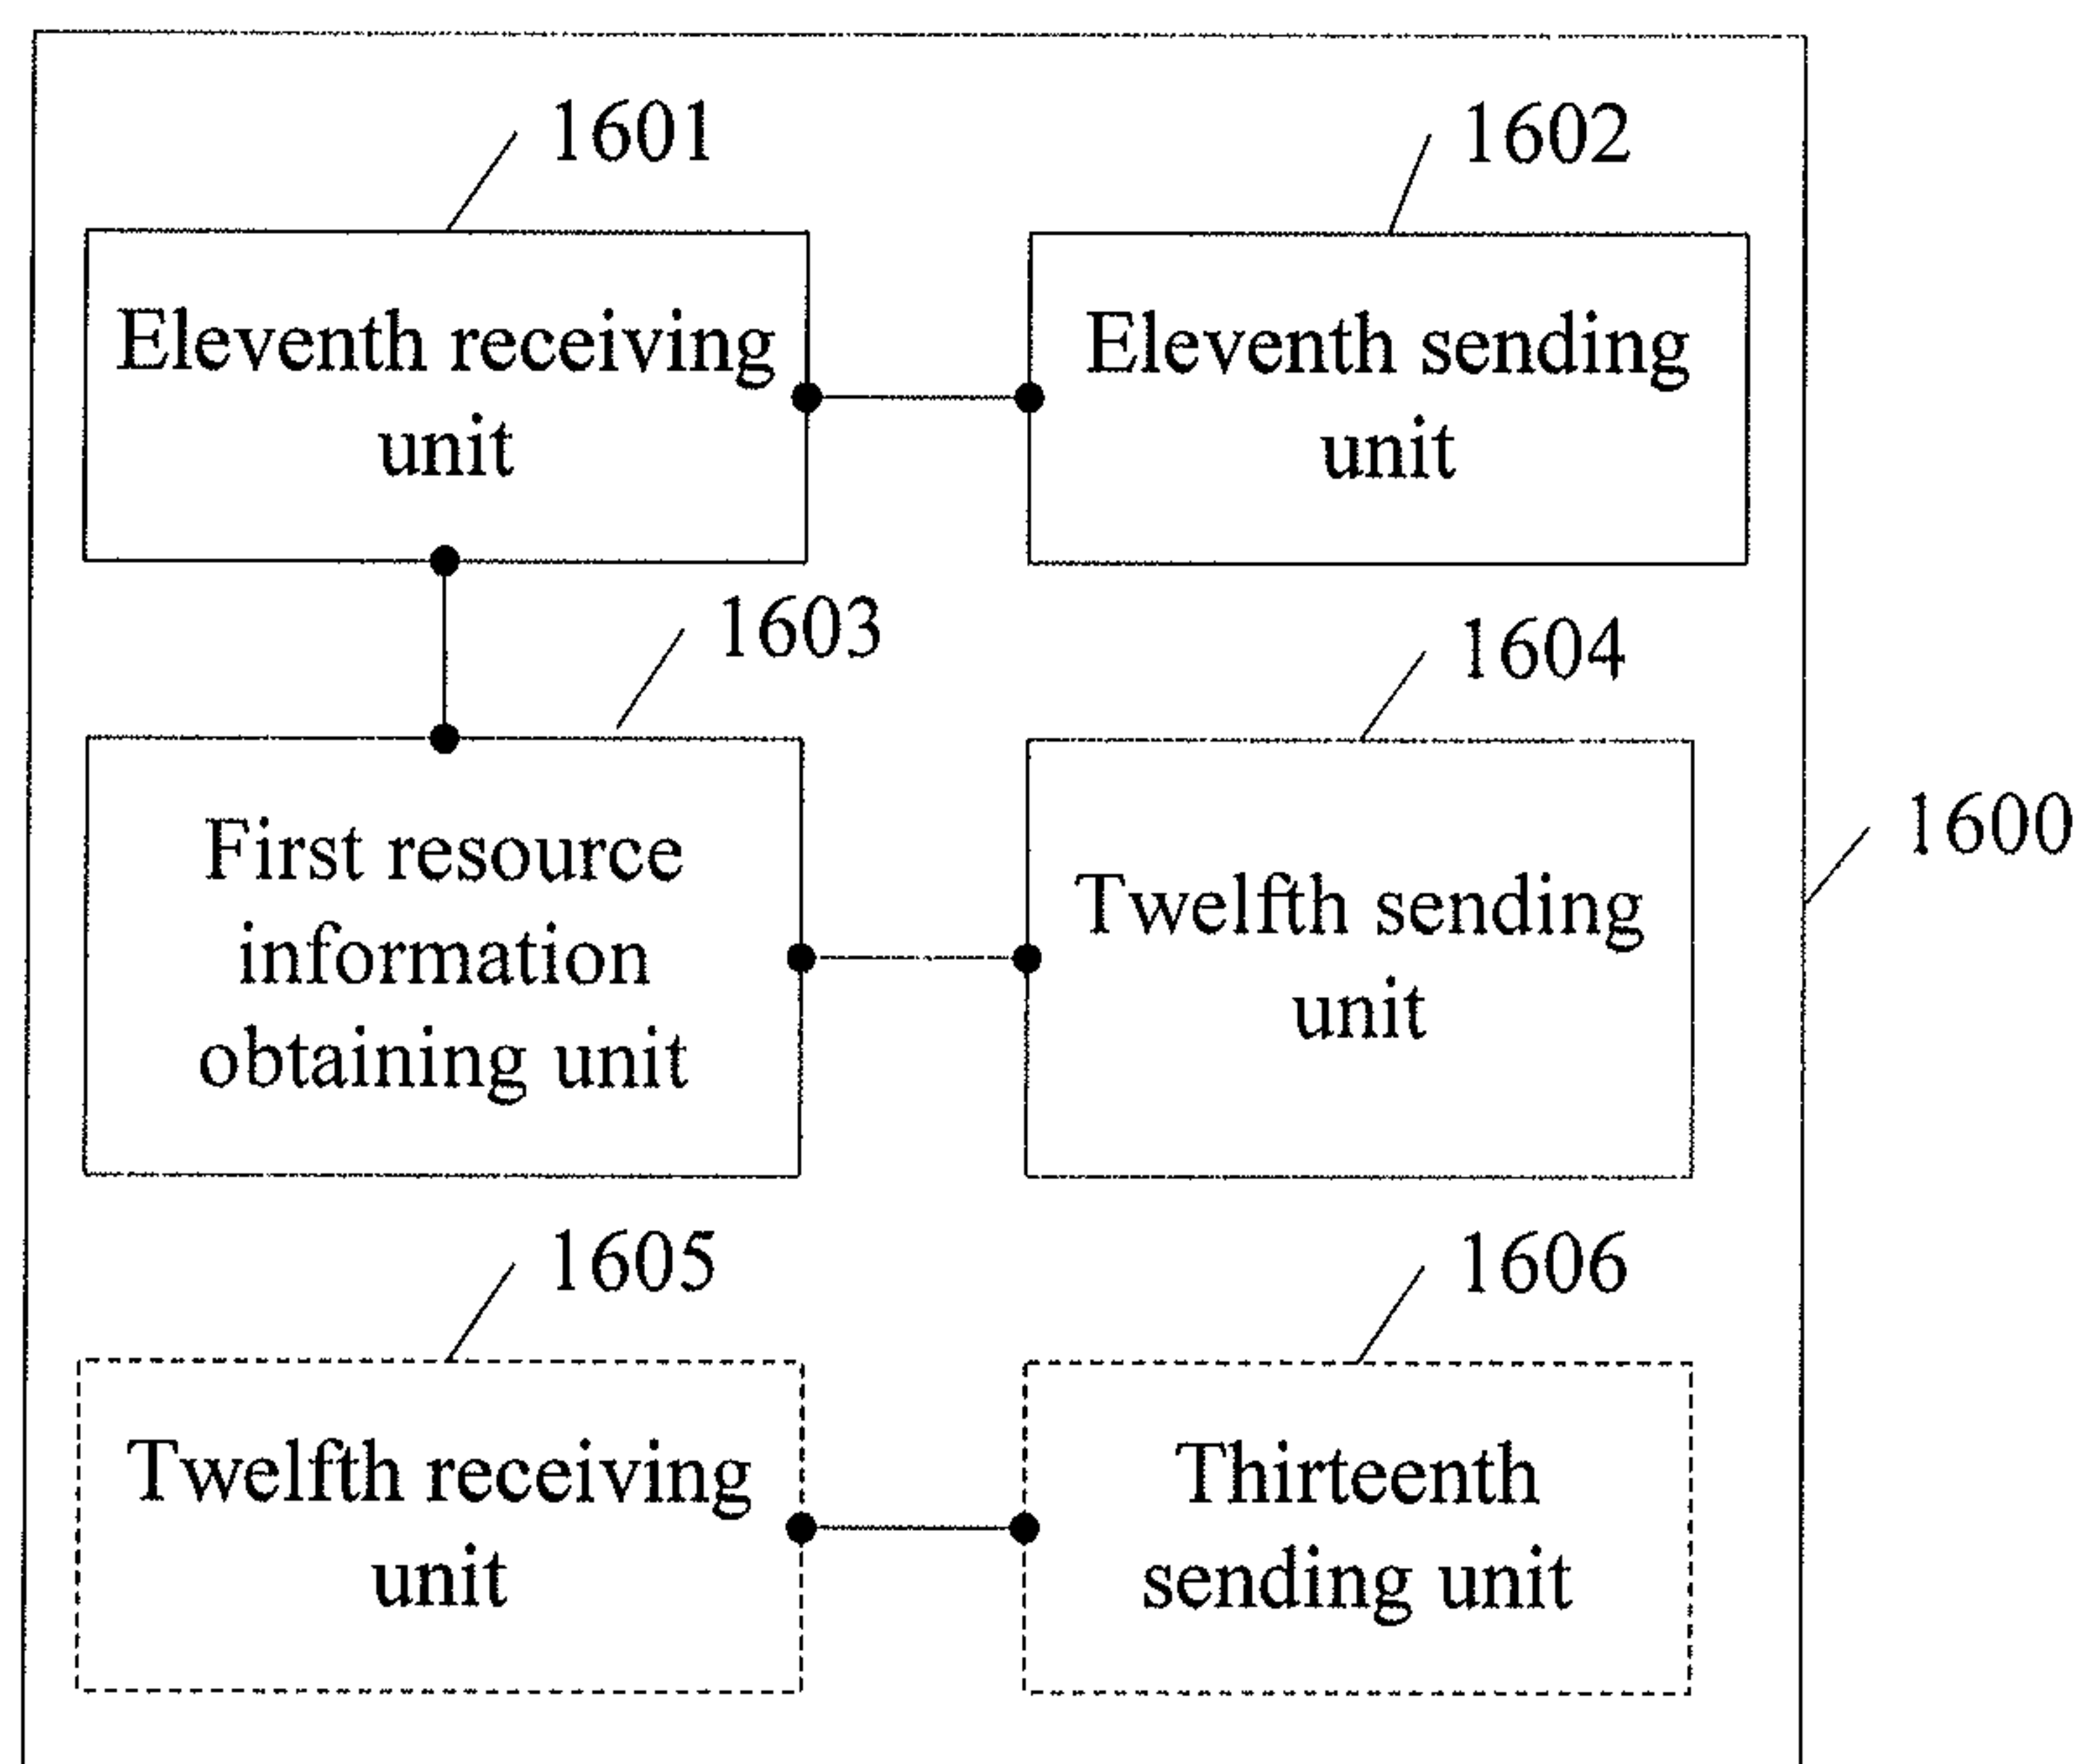 1601
1602
Eleventh receiving
unit
Eleventh sending
unit
1603
1604
First resource
information
obtaining unit
Twelfth sending
unit
1600
1605
1606
Twelfth receiving
unit
Thirteenth
sending unit